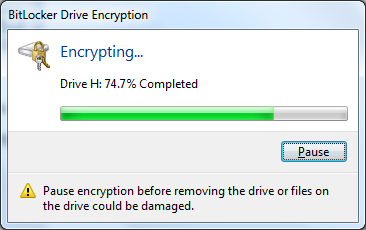 BitLocker Drive Encryption
Encrypting...
Drive H: 74.7% Completed
Pause
Pause encryption before removing the drive or files on
the drive could be damaged.